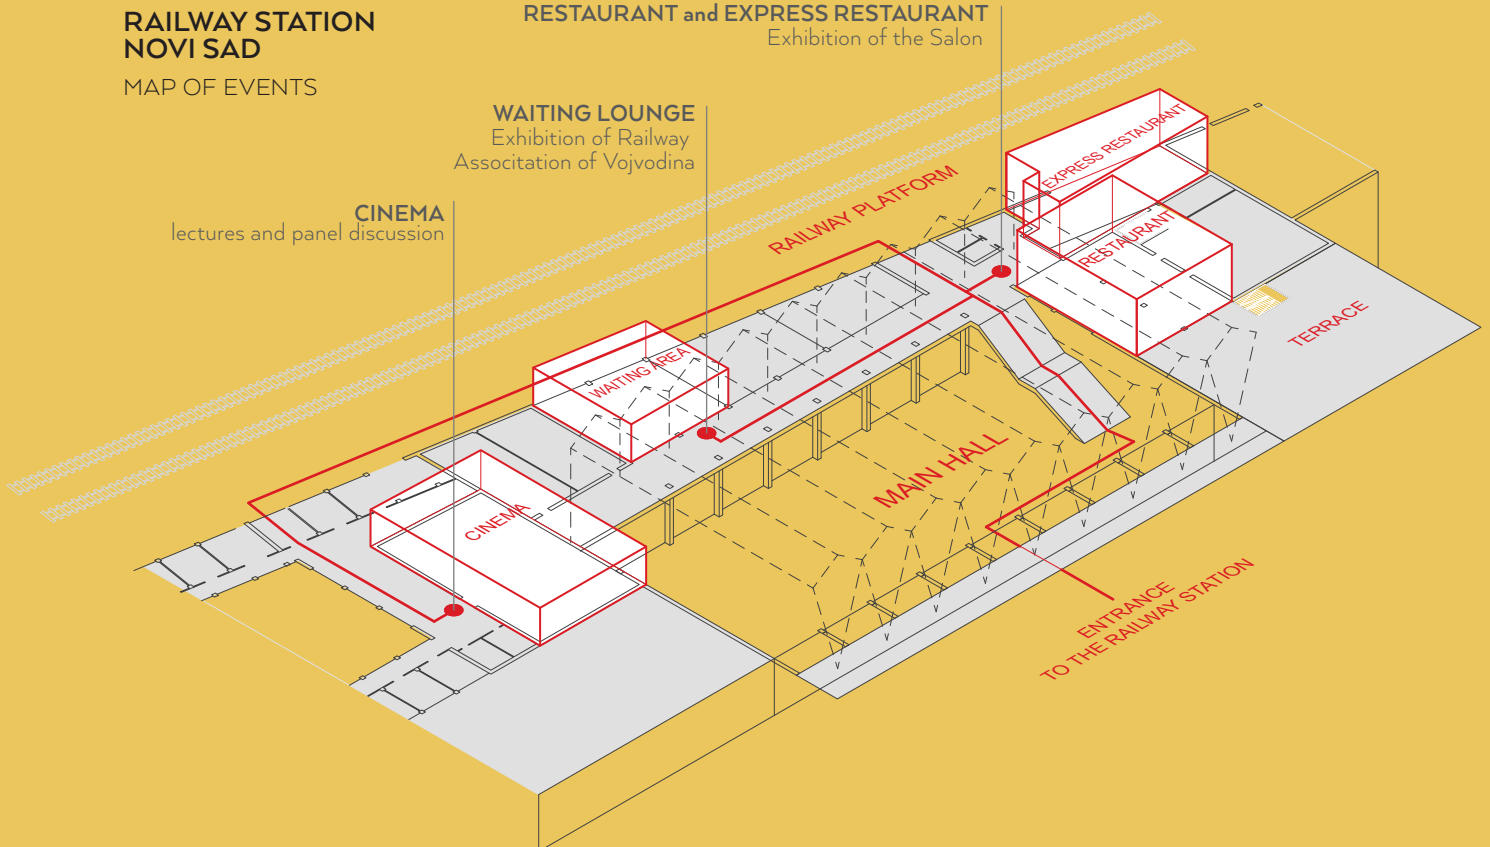 RAILWAY STATION
NOVI SAD
MAP OF EVENTS
RESTAURANT and EXPRESS RESTAURANT
Exhibition of the Salon
WAITING LOUNGE
Exhibition of Railway
Associtation of Vojvodina
CINEMA
lectures and panel discussion
EXPRESS RESTAURANT
RAILWAY PLATFORM
RESTAURANT
TERRACE
WAITING AREA
MAIN HALL
CINEMA
ENTRANCE
TO THE RAILWAY STATION